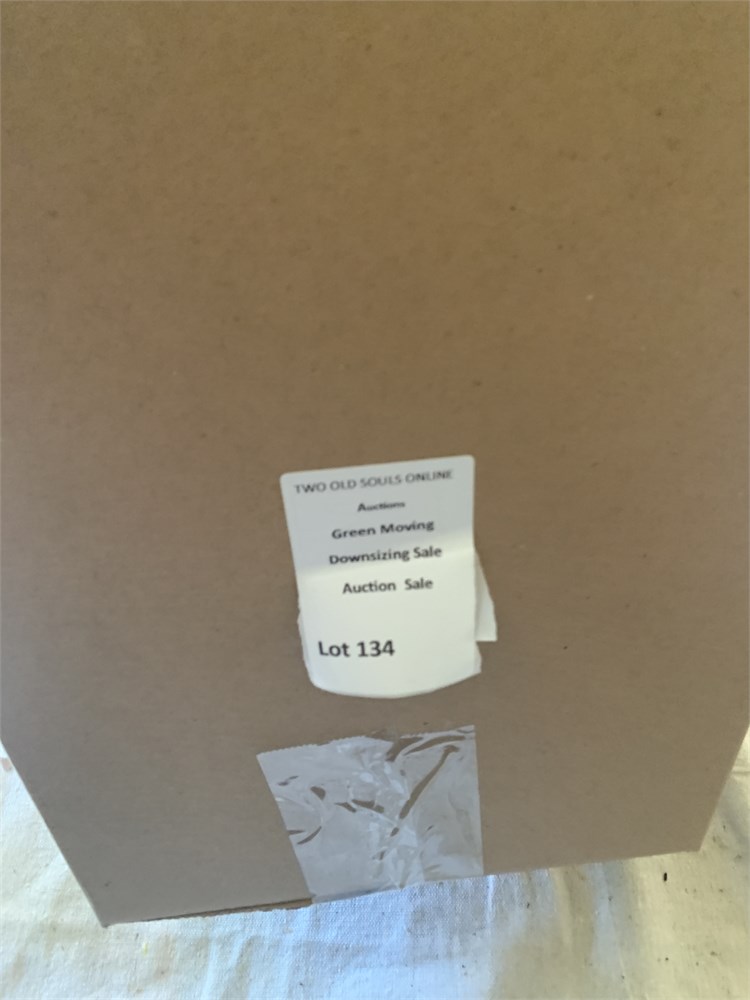 TWO OLD SOULS ONLINE
Auctions
Green Moving
Downsizing Sale
Auction Sale
Lot 134